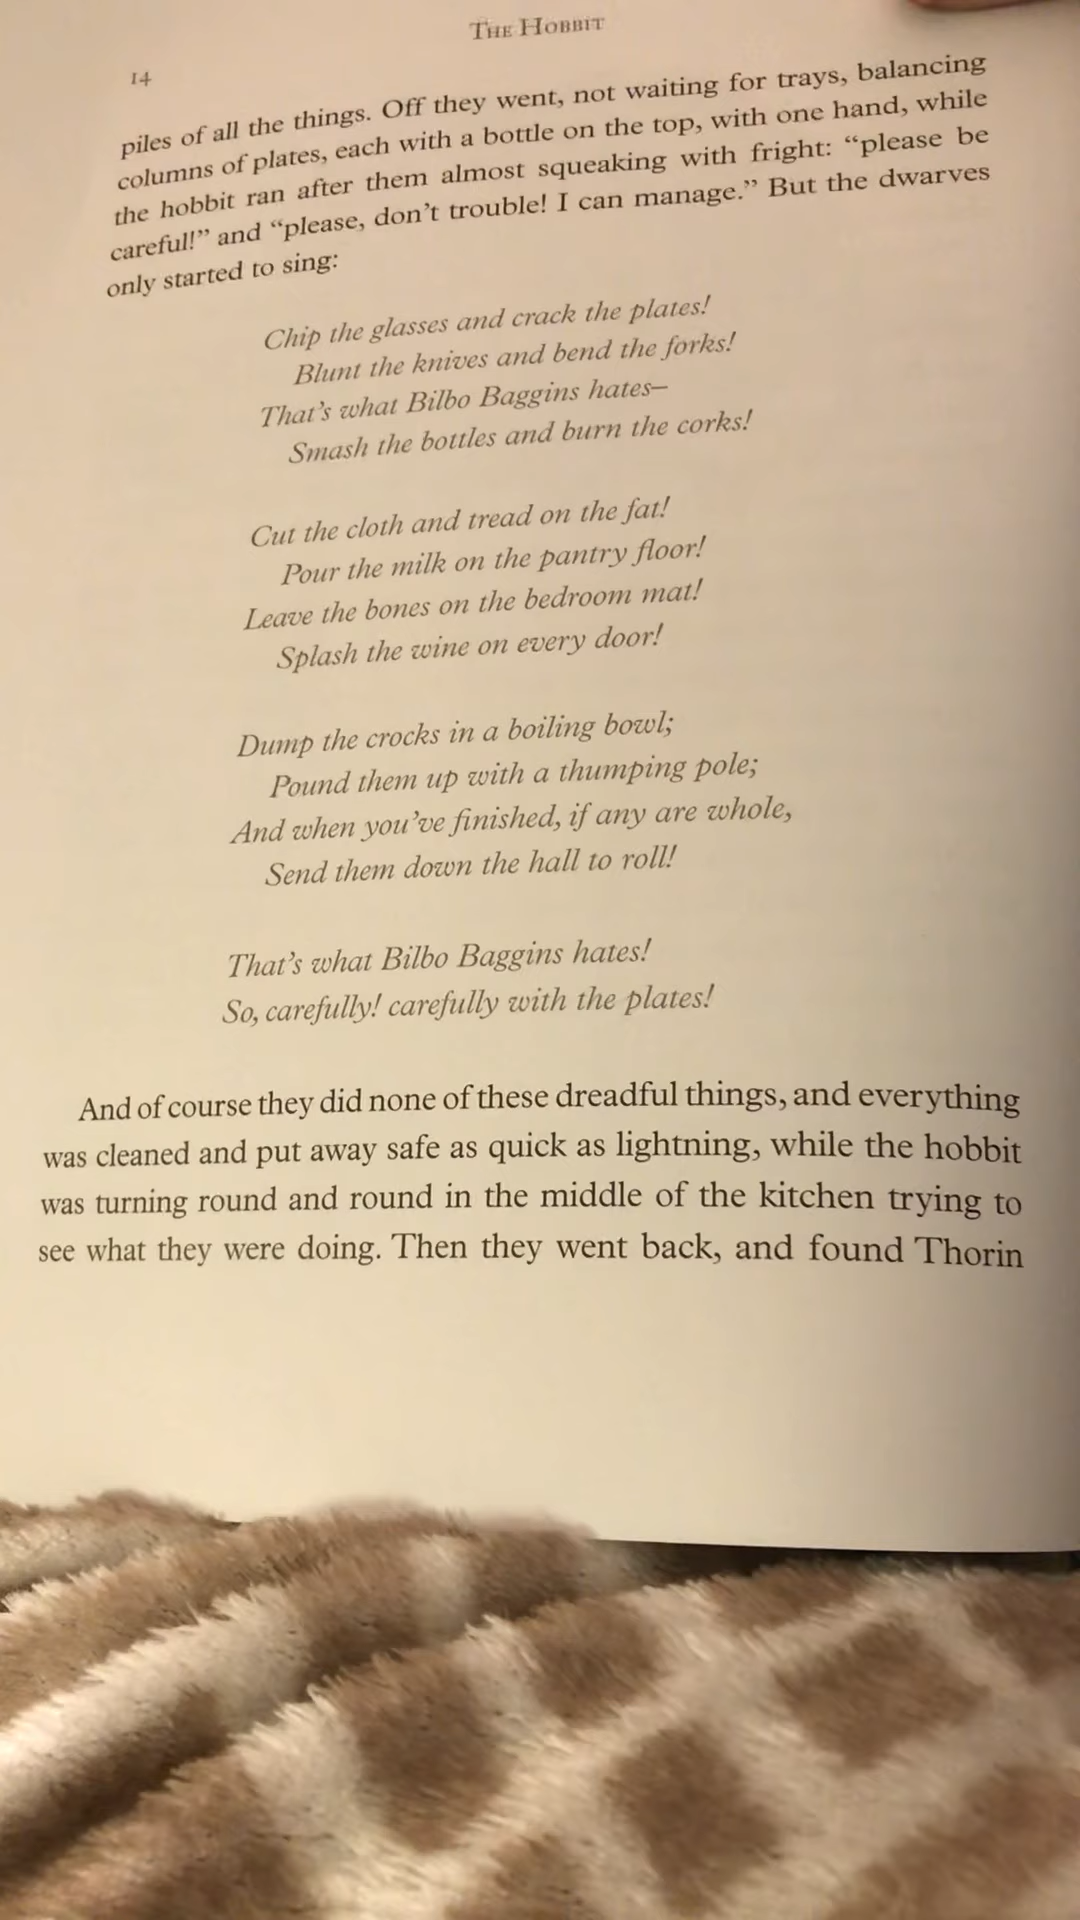 The Hobbit
14
piles of all the things. Off they went, not waiting for trays, balancing
columns of plates, each with a bottle on the top, with one hand, while
the hobbit ran after them almost squeaking with fright: “please be
careful!” and “please, don’t trouble! I can manage.” But the dwarves
only started to sing:
Chip the glasses and crack the plates!
Blunt the knives and bend the forks!
That’s what Bilbo Baggins hates–
Smash the bottles and burn the corks!
Cut the cloth and tread on the fat!
Pour the milk on the pantry floor!
Leave the bones on the bedroom mat!
Splash the wine on every door!
Dump the crocks in a boiling bowl;
Pound them up with a thumping pole;
And when you’ve finished, if any are whole,
Send them down the hall to roll!
That’s what Bilbo Baggins hates!
So, carefully! carefully with the plates!
And of course they did none of these dreadful things, and everything
was cleaned and put away safe as quick as lightning, while the hobbit
was turning round and round in the middle of the kitchen trying to
see what they were doing. Then they went back, and found Thorin